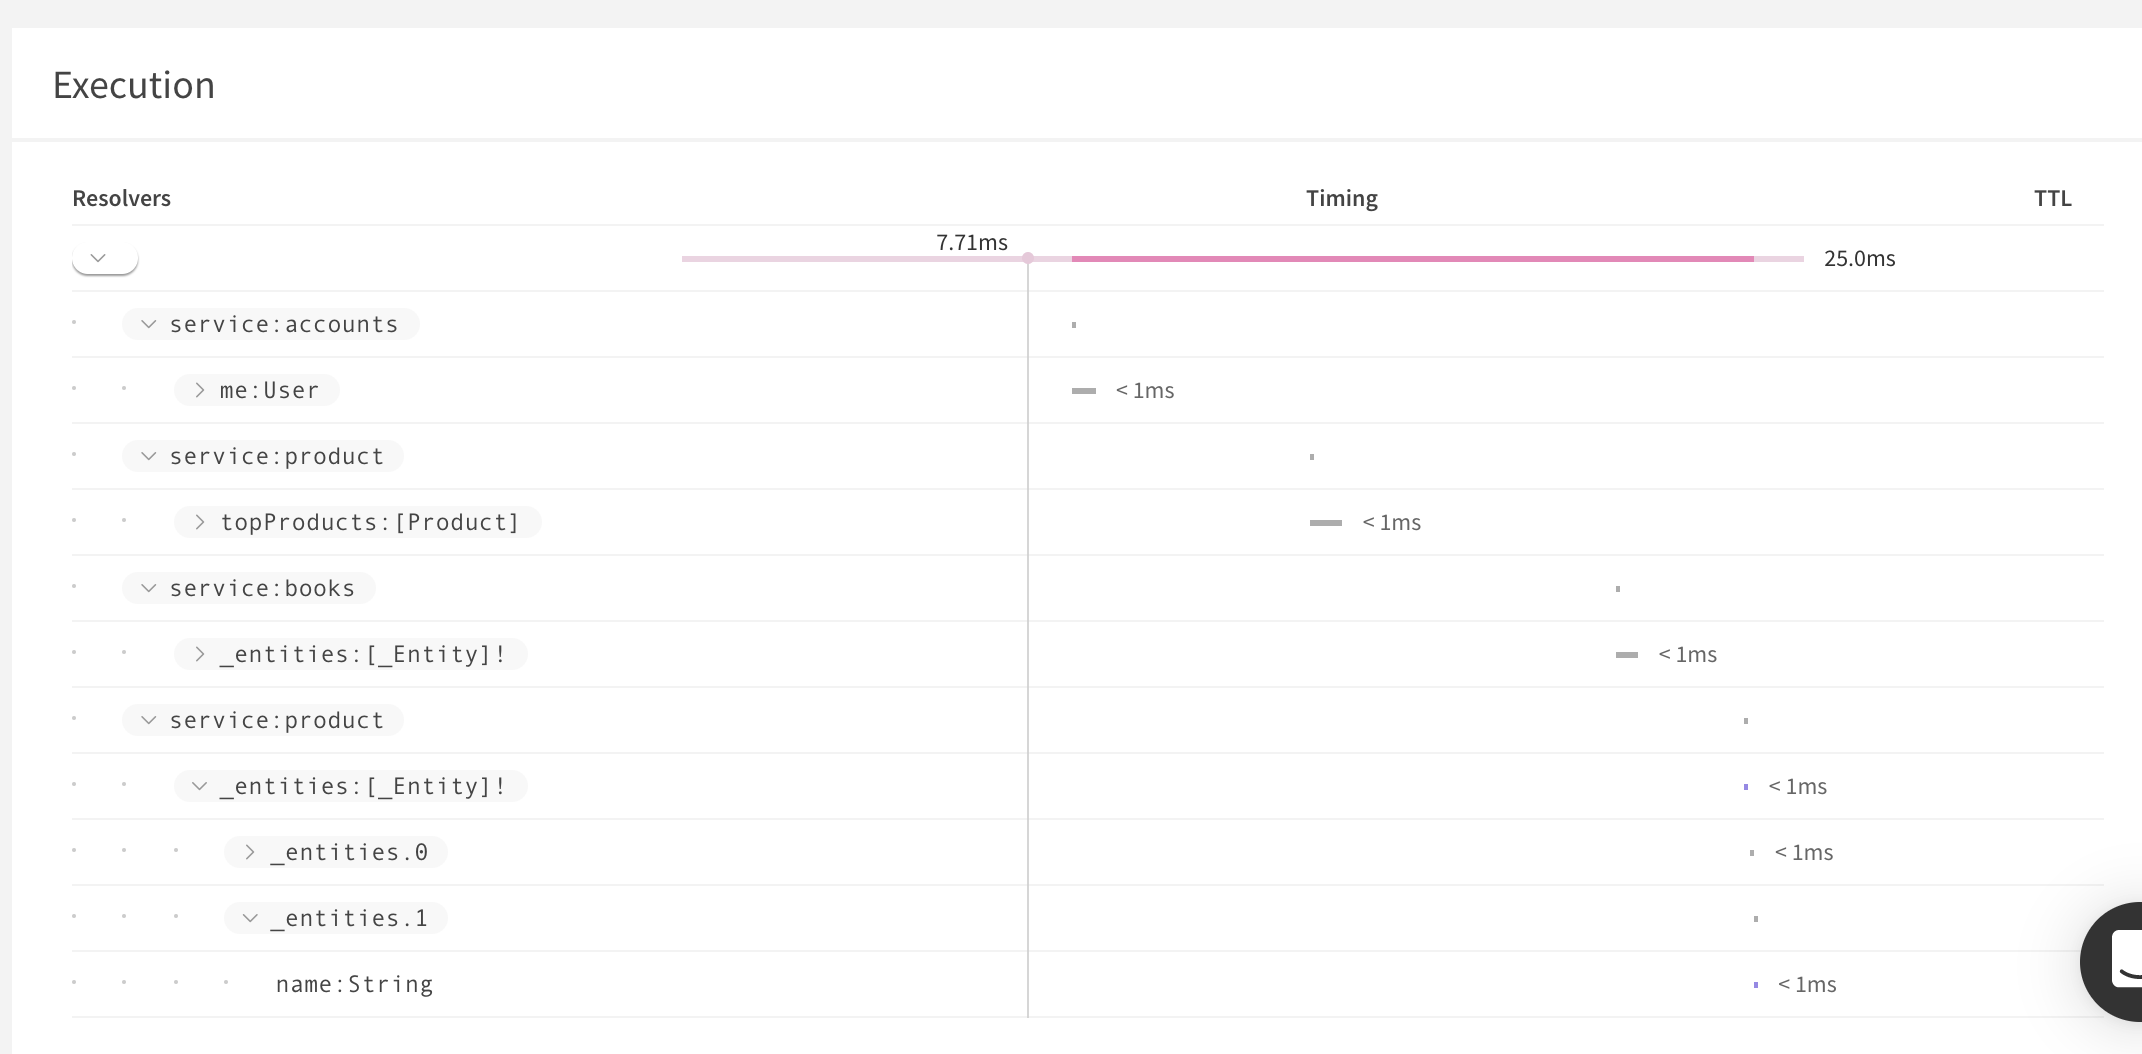 Execution
Resolvers Timing TTL
7.71ms
25.0ms
service:accounts
me:User < 1ms
service:product
topProducts:[Product] < 1ms
service:books
_entities:[_Entity]! < 1ms
service:product
_entities:[_Entity]! < 1ms
_entities.0 < 1ms
_entities.1
name:String < 1ms